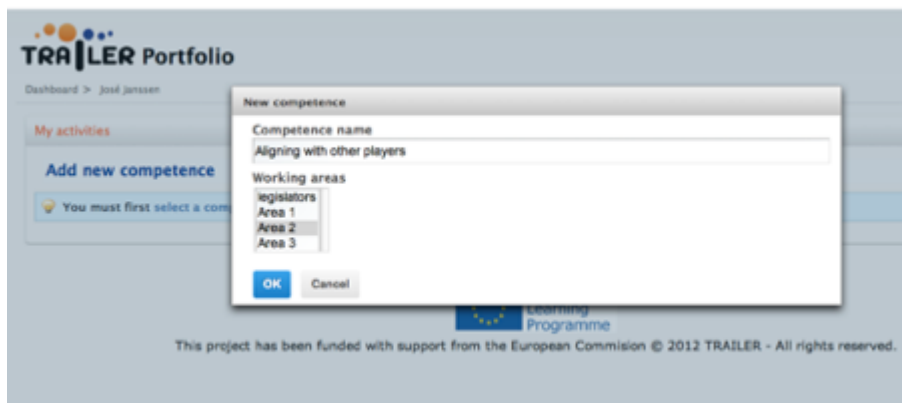 TRAILER Portfolio
Dashboard > José Janssen
My activities
Add new competence
You must first select a com
New competence
Competence name
Aligning with other players
Working areas
legislators
Area 1
Area 2
Area 3
OK Cancel
Learning
Programme
This project has been funded with support from the European Commision © 2012 TRAILER - All rights reserved.